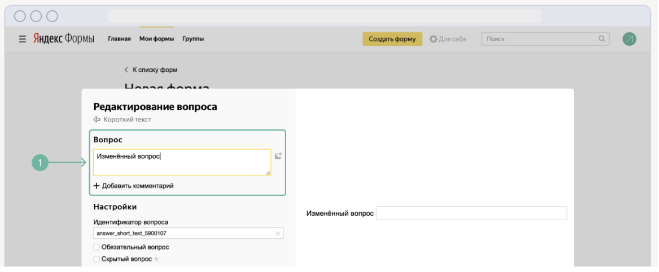 Яндекс Формы Главная Мои формы Группы Создать форму Для себя Поиск
К списку форм
Новая форма
Редактирование вопроса
Короткий текст
Вопрос
1 Изменённый вопрос
+ Добавить комментарий
Настройки
Идентификатор вопроса
Изменённый вопрос
answer_short_text_5900107
Обязательный вопрос
Скрытый вопрос ?